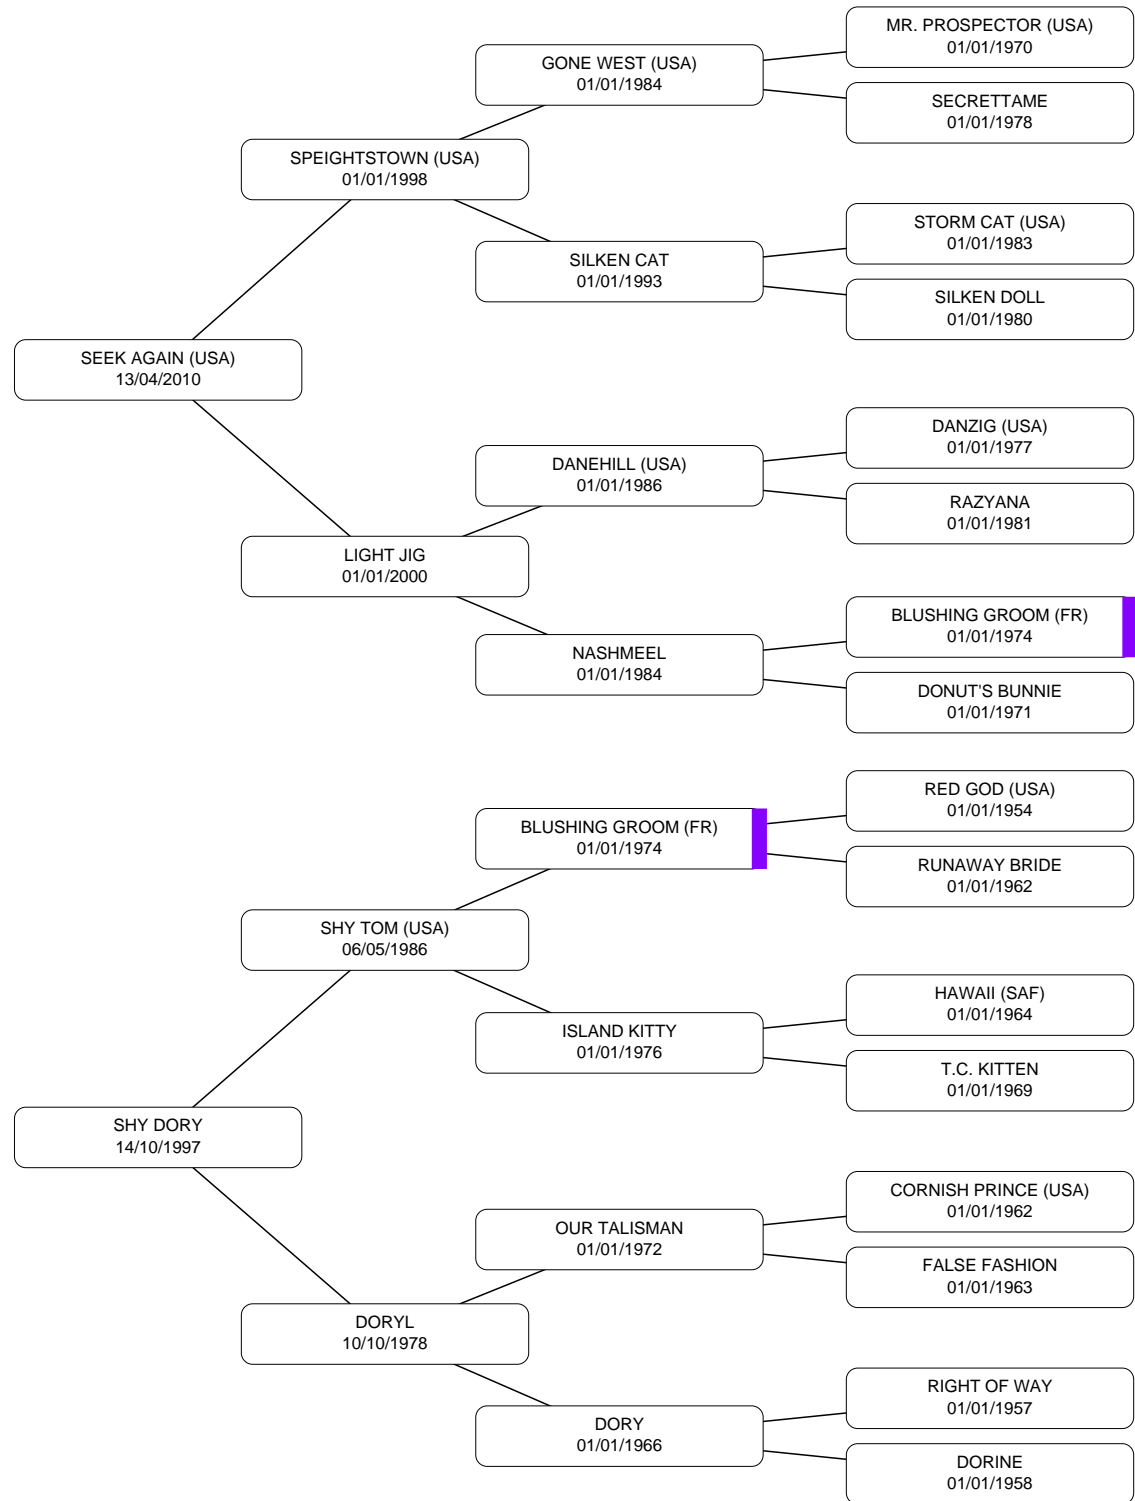 MR. PROSPECTOR (USA)
01/01/1970
GONE WEST (USA)
01/01/1984
SECRETTAME
01/01/1978
SPEIGHTSTOWN (USA)
01/01/1998
STORM CAT (USA)
01/01/1983
SILKEN CAT
01/01/1993
SILKEN DOLL
01/01/1980
SEEK AGAIN (USA)
13/04/2010
DANZIG (USA)
01/01/1977
DANEHILL (USA)
01/01/1986
RAZYANA
01/01/1981
LIGHT JIG
01/01/2000
BLUSHING GROOM (FR)
01/01/1974
NASHMEEL
01/01/1984
DONUT'S BUNNIE
01/01/1971
RED GOD (USA)
01/01/1954
BLUSHING GROOM (FR)
01/01/1974
RUNAWAY BRIDE
01/01/1962
SHY TOM (USA)
06/05/1986
HAWAII (SAF)
01/01/1964
ISLAND KITTY
01/01/1976
T.C. KITTEN
01/01/1969
SHY DORY
14/10/1997
CORNISH PRINCE (USA)
01/01/1962
OUR TALISMAN
01/01/1972
FALSE FASHION
01/01/1963
DORYL
10/10/1978
RIGHT OF WAY
01/01/1957
DORY
01/01/1966
DORINE
01/01/1958